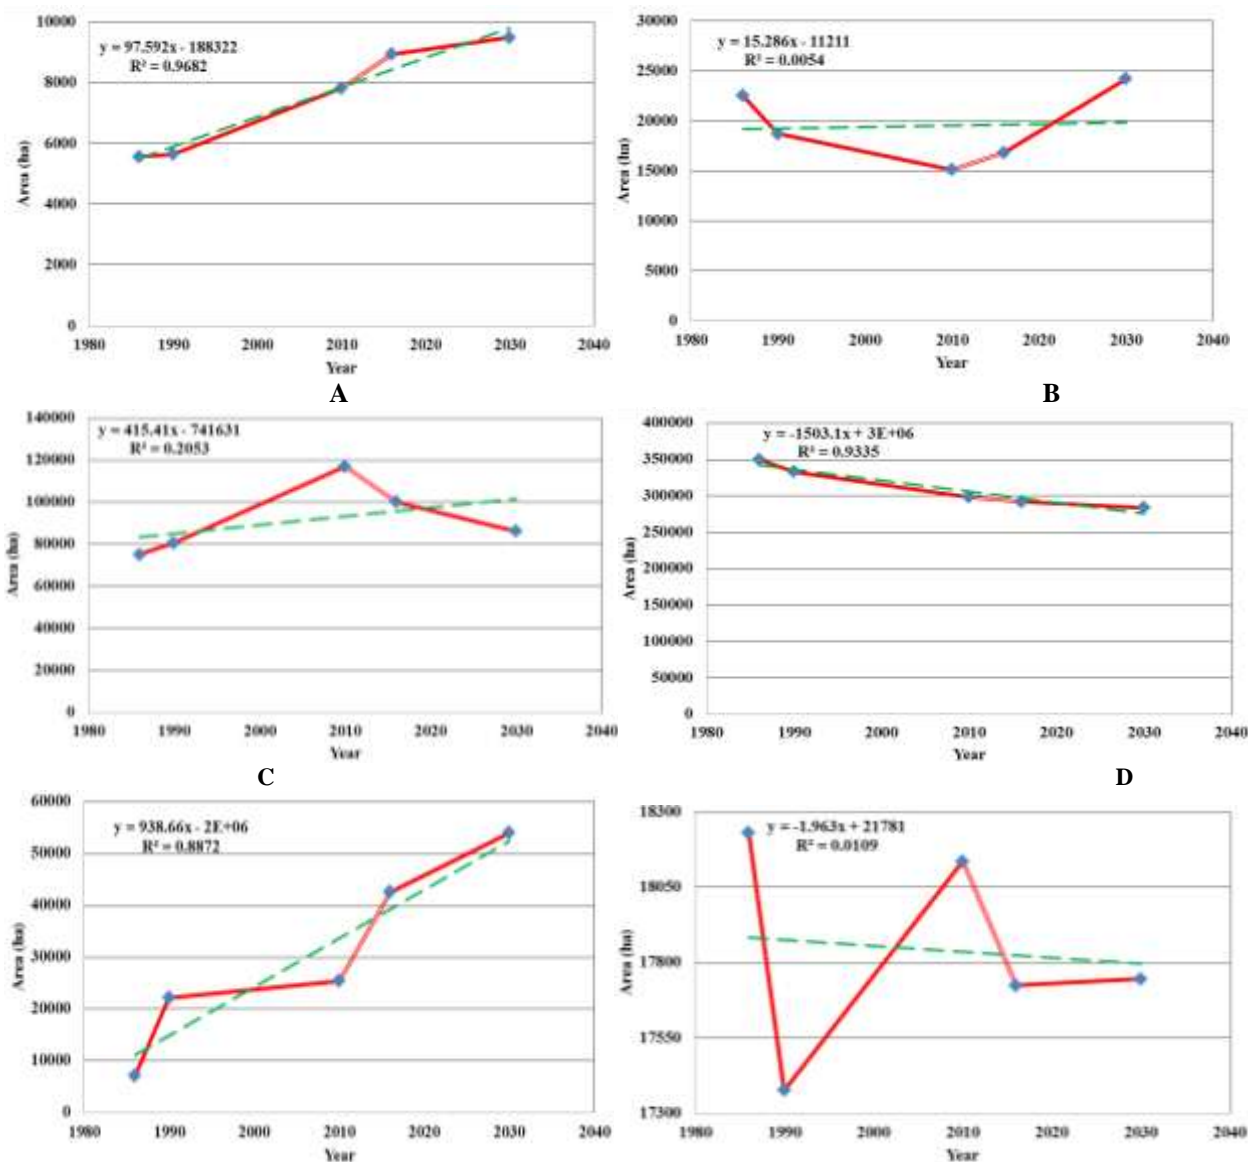 10000
8000
6000
4000
2000
0
Area (ha)
y = 97.592x - 188322
R² = 0.9682
1980 1990 2000 2010 2020 2030 2040
Year
A
30000
25000
20000
15000
10000
5000
0
Area (ha)
y = 15.286x - 11211
R² = 0.0054
1980 1990 2000 2010 2020 2030 2040
Year
B
140000
120000
100000
80000
60000
40000
20000
0
Area (ha)
y = 415.41x - 741631
R² = 0.2053
1980 1990 2000 2010 2020 2030 2040
Year
C
400000
350000
300000
250000
200000
150000
100000
50000
0
Area (ha)
y = -1503.1x + 3E+06
R² = 0.9335
1980 1990 2000 2010 2020 2030 2040
Year
D
60000
50000
40000
30000
20000
10000
0
Area (ha)
y = 938.66x - 2E+06
R² = 0.8872
1980 1990 2000 2010 2020 2030 2040
Year
18300
18050
17800
17550
17300
Area (ha)
y = -1.963x + 21781
R² = 0.0109
1980 1990 2000 2010 2020 2030 2040
Year